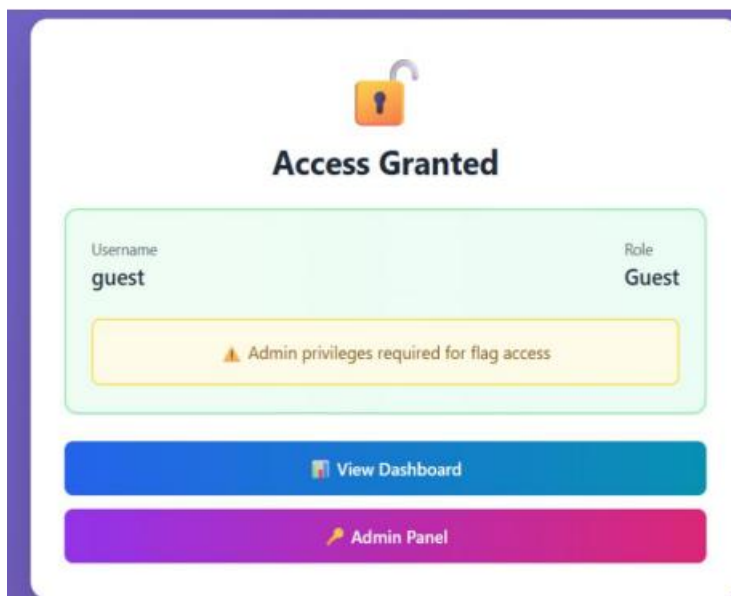 Access Granted
Username
Role
guest
Guest
Admin privileges required for flag access
View Dashboard
Admin Panel